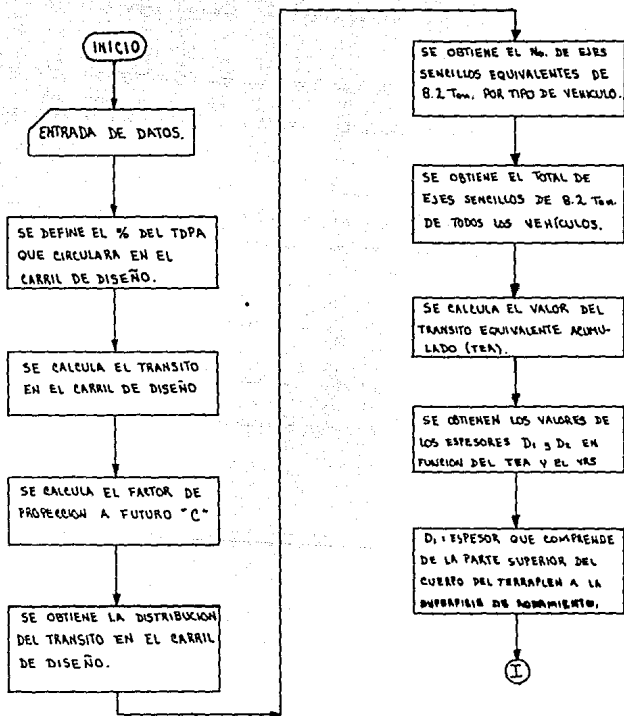 INICIO
ENTRADA DE DATOS.
SE DEFINE EL % DEL TDPA
QUE CIRCULARA EN EL
CARRIL DE DISEÑO.
SE CALCULA EL TRANSITO
EN EL CARRIL DE DISEÑO
SE CALCULA EL FACTOR DE
PROPECCION A FUTURO "C"
SE OBTIENE LA DISTRIBUCION
DEL TRANSITO EN EL CARRIL
DE DISEÑO.
SE OBTIENE EL No. DE EJES
SENCILLOS EQUIVALENTES DE
8.2 Ton. POR TIPO DE VEHICULO.
SE OBTIENE EL TOTAL DE
EJES SENCILLOS DE 8.2 Ton.
DE TODOS LOS VEHÍCULOS.
SE CALCULA EL VALOR DEL
TRANSITO EQUIVALENTE ACUMU-
LADO (TEA).
SE OBTIENEN LOS VALORES DE
LOS ESPESORES D1 y D2 EN
FUNCION DEL TEA Y EL VRS
D1: ESPESOR QUE COMPRENDE
DE LA PARTE SUPERIOR DEL
CUERPO DEL TERRAPLEN A LA
SUPERFICIE DE RODAMIENTO.
I